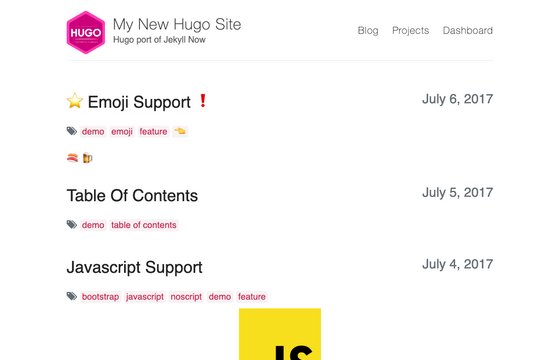 HUGO
My New Hugo Site
Hugo port of Jekyll Now
Blog Projects Dashboard
⭐ Emoji Support ❗ July 6, 2017
demo emoji feature
Table Of Contents July 5, 2017
demo table of contents
Javascript Support July 4, 2017
bootstrap javascript noscript demo feature
JS